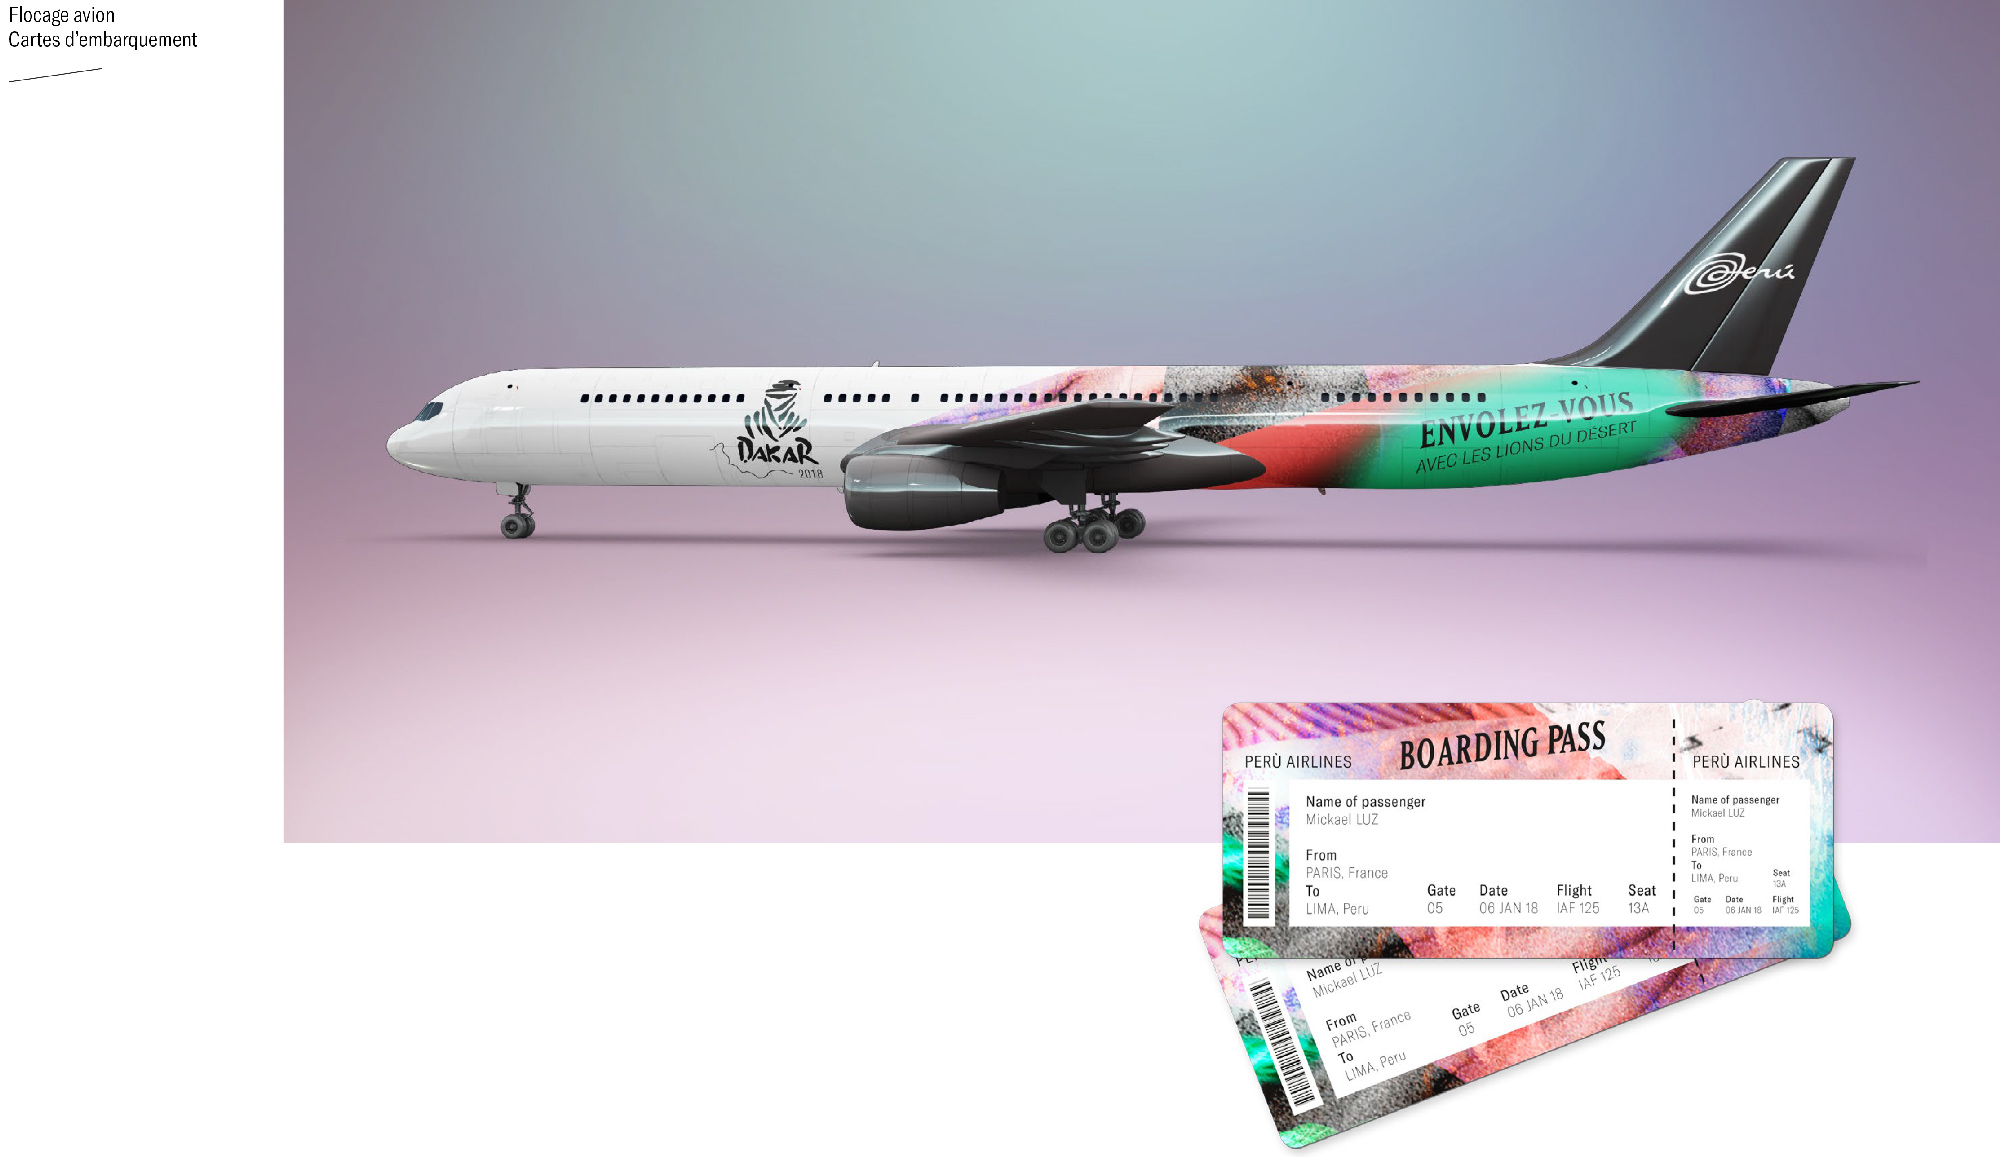 Flocage avion
Cartes d'embarquement
Perú
DAKAR
2018
ENVOLEZ-VOUS
AVEC LES LIONS DU DÉSERT
BOARDING PASS
PERÙ AIRLINES
Name of passenger
Mickael LUZ
From
PARIS, France
To
LIMA, Peru
Gate Date Flight Seat
05 06 JAN 18 IAF 125 13A
PERÙ AIRLINES
Name of passenger
Mickael LUZ
From
PARIS, France
To
LIMA, Peru
Seat
13A
Gate Date Flight
05 06 JAN 18 IAF 125
Name of
Mickael LUZ
From
PARIS, France
To
LIMA, Peru
Gate Date Flight
05 06 JAN 18 IAF 125